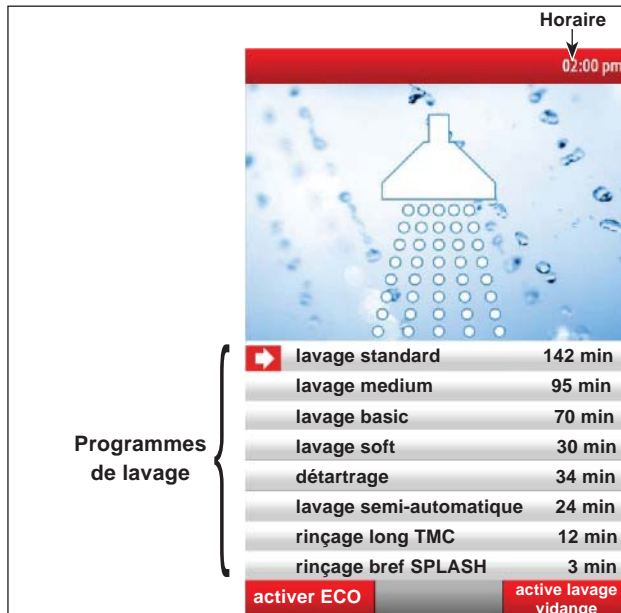 Horaire
02:00 pm
lavage standard 142 min
lavage medium 95 min
lavage basic 70 min
lavage soft 30 min
Programmes
de lavage
détartrage 34 min
lavage semi-automatique 24 min
rinçage long TMC 12 min
rinçage bref SPLASH 3 min
activer ECO
active lavage
vidange